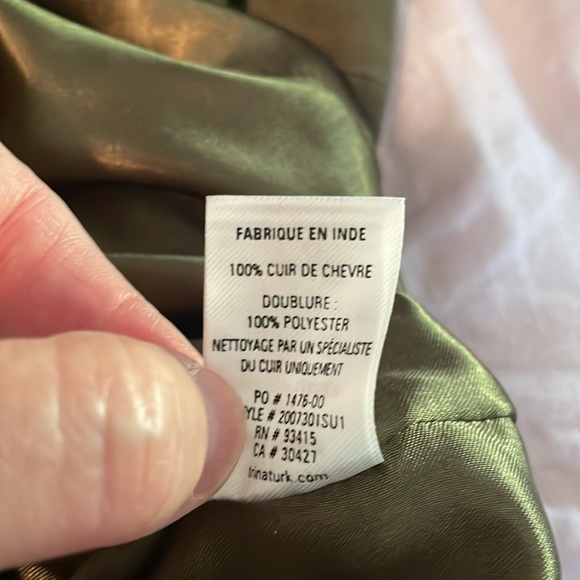 FABRIQUE EN INDE
100% CUIR DE CHEVRE
DOUBLURE :
100% POLYESTER
NETTOYAGE PAR UN SPÉCIALISTE
DU CUIR UNIQUEMENT
PO # 1476-00
YLE # 200730ISU1
RN # 93415
CA # 30427
trinaturk.com